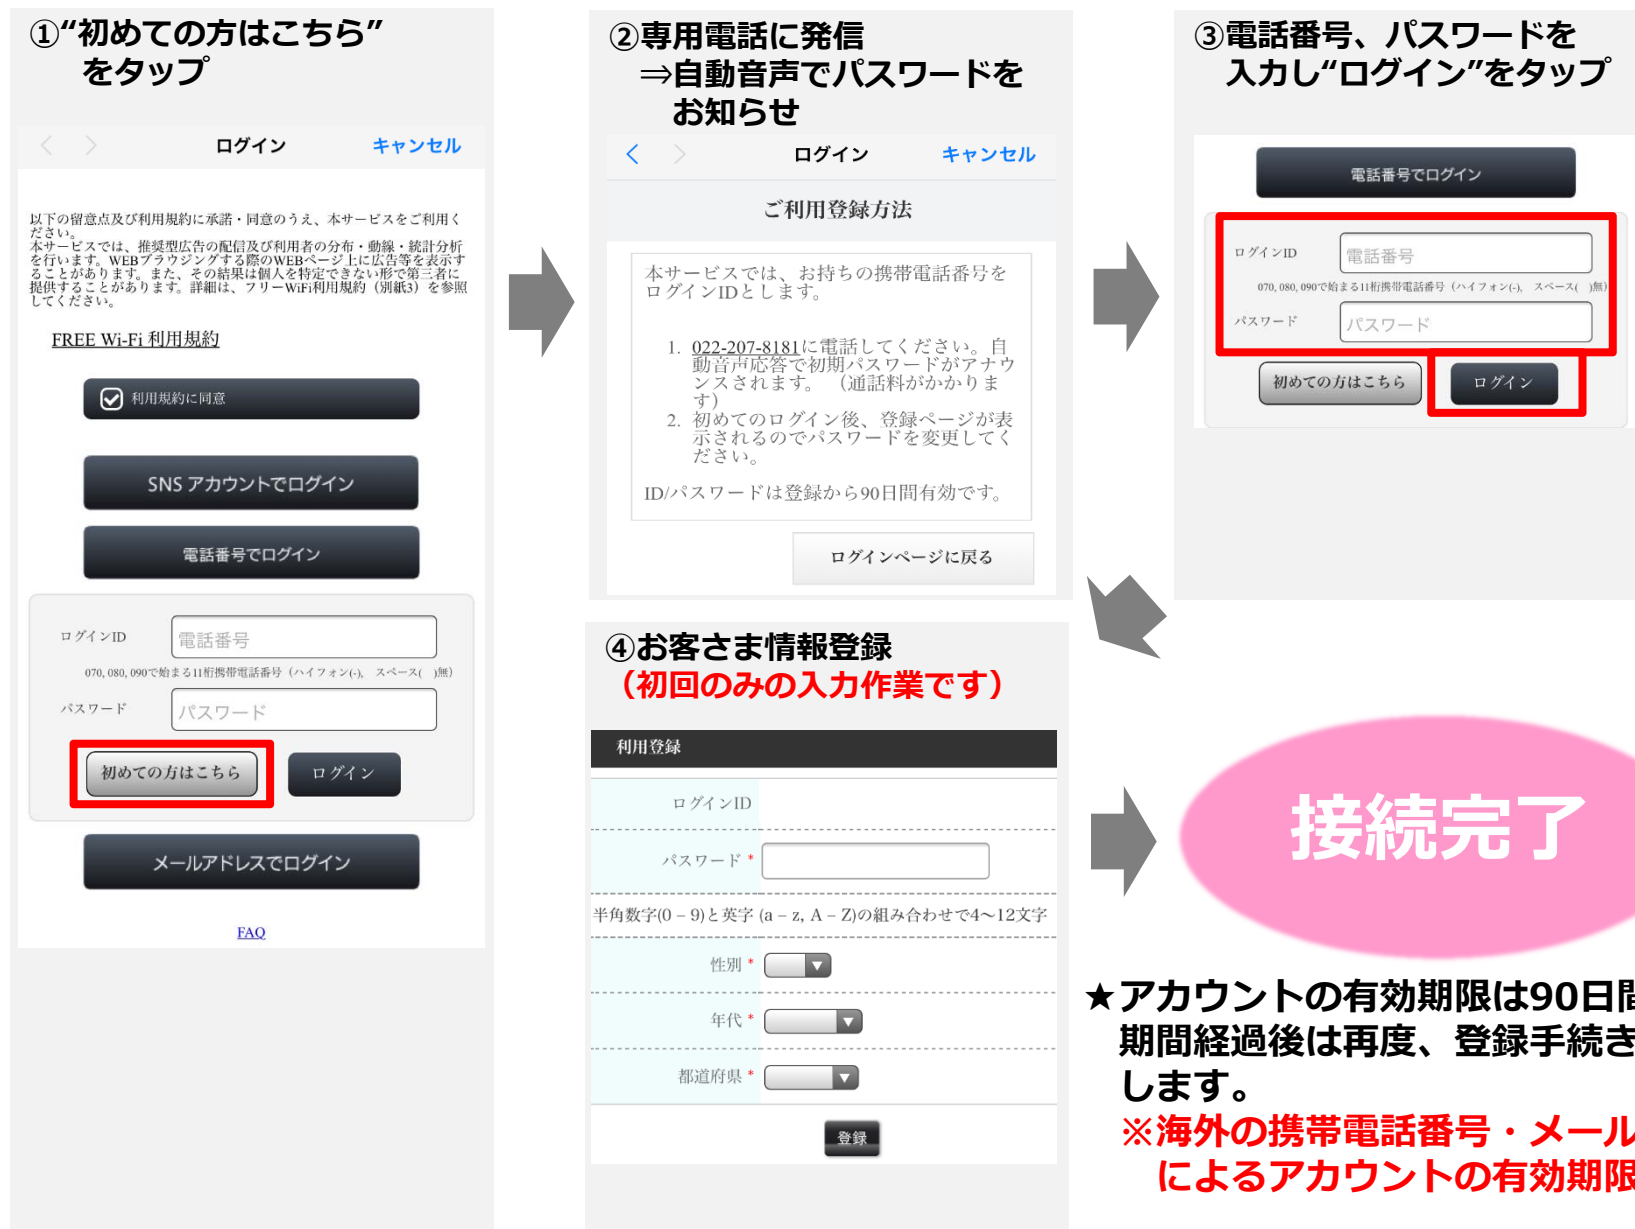 ①“初めての方はこちら”
をタップ
ログイン
キャンセル
以下の留意点及び利用規約に承諾・同意のうえ、本サービスをご利用く
ださい。
本サービスでは、推奨型広告の配信及び利用者の分布・動線・統計分析
を行います。WEBブラウジングする際のWEBページ上に広告等を表示す
ることがあります。また、その結果は個人を特定できない形で第三者に
提供することがあります。詳細は、フリーWiFi利用規約（別紙3）を参照
してください。
FREE Wi-Fi 利用規約
利用規約に同意
SNS アカウントでログイン
電話番号でログイン
ログインID
電話番号
070, 080, 090で始まる11桁携帯電話番号（ハイフォン(-), スペース( )無）
パスワード
パスワード
初めての方はこちら
ログイン
メールアドレスでログイン
FAQ
②専用電話に発信
⇒自動音声でパスワードを
お知らせ
ログイン
キャンセル
ご利用登録方法
本サービスでは、お持ちの携帯電話番号を
ログインIDとします。
1. 022-207-8181に電話してください。自
動音声応答で初期パスワードがアナウ
ンスされます。 （通話料がかかりま
す）
2. 初めてのログイン後、登録ページが表
示されるのでパスワードを変更してく
ださい。
ID/パスワードは登録から90日間有効です。
ログインページに戻る
③電話番号、パスワードを
入力し“ログイン”をタップ
電話番号でログイン
ログインID
電話番号
070, 080, 090で始まる11桁携帯電話番号（ハイフォン(-), スペース( )無）
パスワード
パスワード
初めての方はこちら
ログイン
④お客さま情報登録
（初回のみの入力作業です）
利用登録
ログインID
パスワード *
半角数字(0 – 9)と英字 (a – z, A – Z)の組み合わせで4〜12文字
性別 *
年代 *
都道府県 *
登録
接続完了
★アカウントの有効期限は90日間
期間経過後は再度、登録手続き
します。
※海外の携帯電話番号・メール
によるアカウントの有効期限